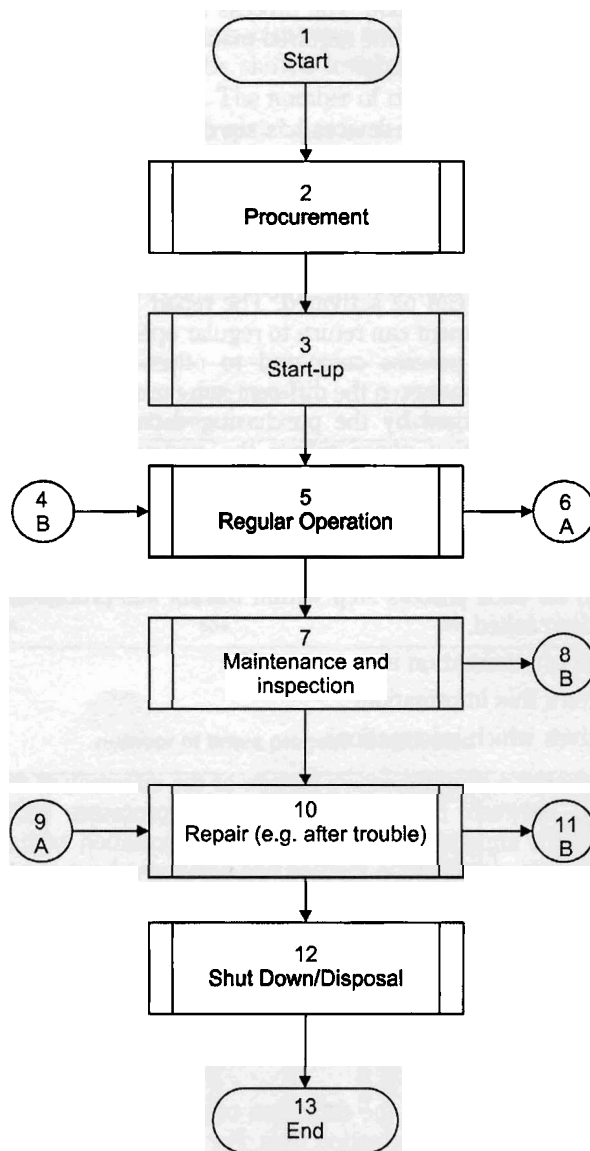 1
Start
2
Procurement
3
Start-up
4
B
5
Regular Operation
6
A
7
Maintenance and
inspection
8
B
9
A
10
Repair (e.g. after trouble)
11
B
12
Shut Down/Disposal
13
End